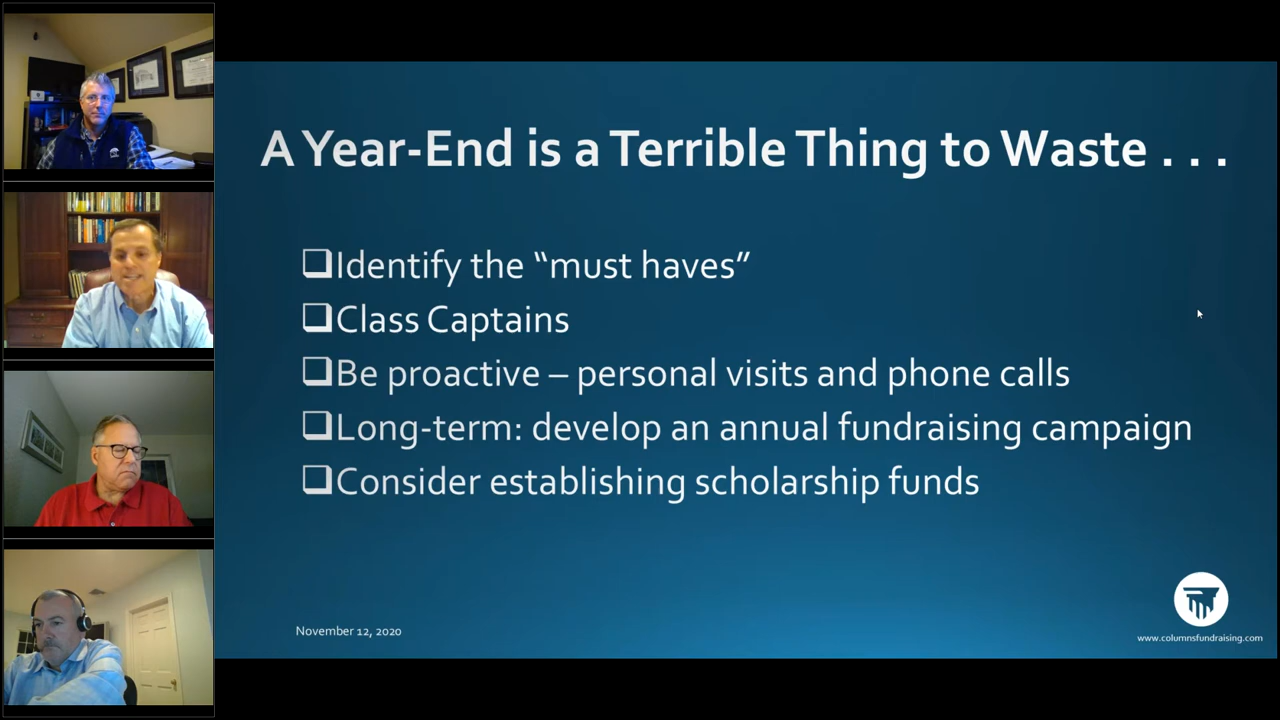 A Year-End is a Terrible Thing to Waste . . .
❑Identify the “must haves”
❑Class Captains
❑Be proactive – personal visits and phone calls
❑Long-term: develop an annual fundraising campaign
❑Consider establishing scholarship funds
November 12, 2020
www.columnsfundraising.com